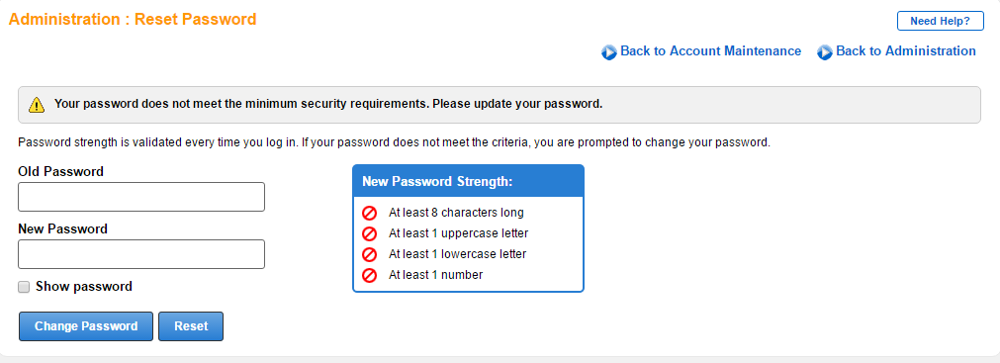 Administration : Reset Password
Need Help?
Back to Account Maintenance
Back to Administration
Your password does not meet the minimum security requirements. Please update your password.
Password strength is validated every time you log in. If your password does not meet the criteria, you are prompted to change your password.
Old Password
New Password
Show password
Change Password
Reset
New Password Strength:
At least 8 characters long
At least 1 uppercase letter
At least 1 lowercase letter
At least 1 number